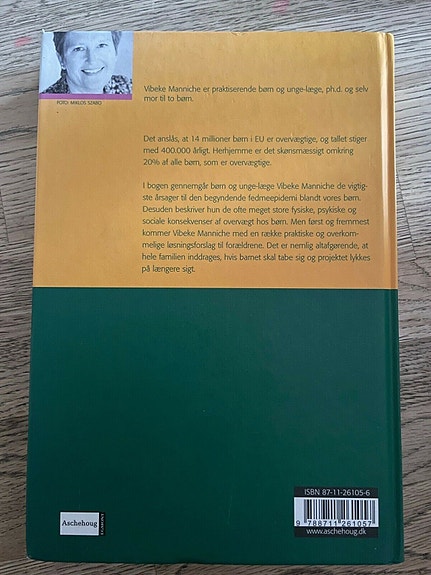 FOTO: MIKLOS SZABO
Vibeke Manniche er praktiserende børn og unge-læge, ph.d. og selv
mor til to børn.
Det anslås, at 14 millioner børn i EU er overvægtige, og tallet stiger
med 400.000 årligt. Herhjemme er det skønsmæssigt omkring
20% af alle børn, som er overvægtige.
I bogen gennemgår børn og unge-læge Vibeke Manniche de vigtig-
ste årsager til den begyndende fedmeepidemi blandt vores børn.
Desuden beskriver hun de ofte meget store fysiske, psykiske og
sociale konsekvenser af overvægt hos børn. Men først og fremmest
kommer Vibeke Manniche med en række praktiske og overkom-
melige løsningsforslag til forældrene. Det er nemlig altafgørende, at
hele familien inddrages, hvis barnet skal tabe sig og projektet lykkes
på længere sigt.
ISBN 87-11-26105-6
9 788711 261057
www.aschehoug.dk
Aschehoug
EGMONT